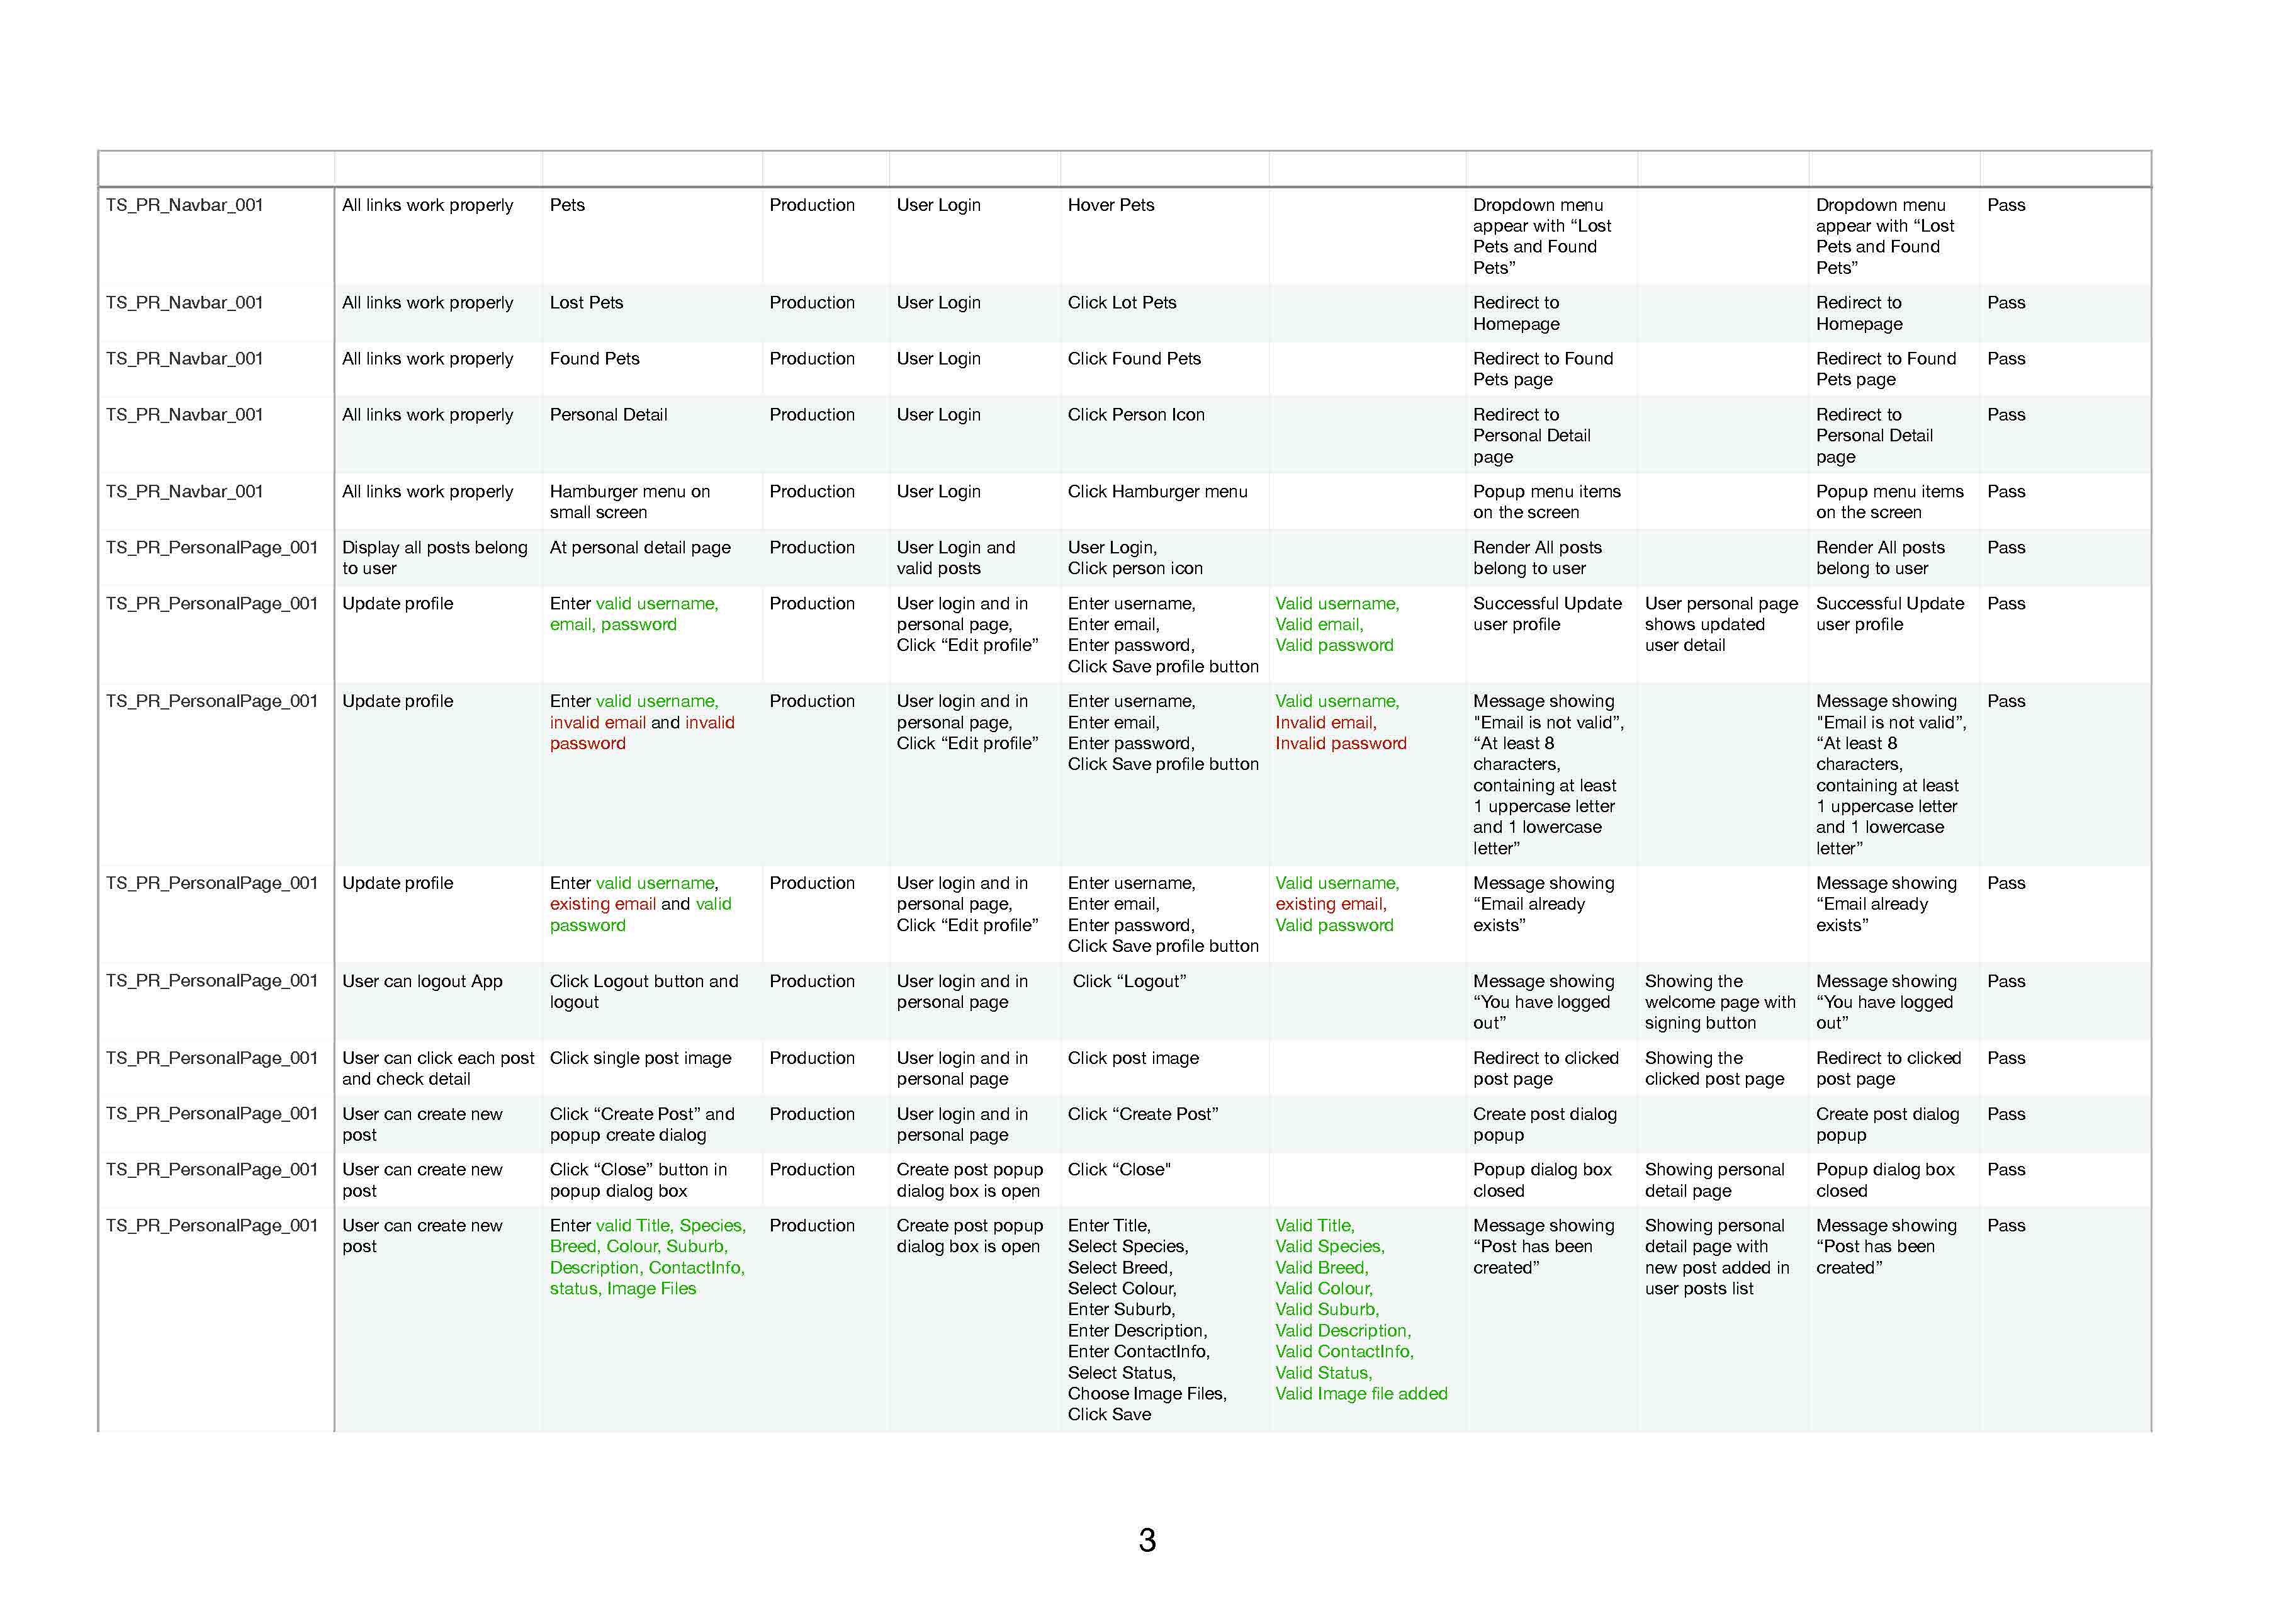 TS_PR_Navbar_001 All links work properly Pets Production User Login Hover Pets Dropdown menu Dropdown menu Pass
appear with “Lost appear with “Lost
Pets and Found Pets and Found
Pets” Pets”
TS_PR_Navbar_001 All links work properly Lost Pets Production User Login Click Lot Pets Redirect to Redirect to Pass
Homepage Homepage
TS_PR_Navbar_001 All links work properly Found Pets Production User Login Click Found Pets Redirect to Found Redirect to Found Pass
Pets page Pets page
TS_PR_Navbar_001 All links work properly Personal Detail Production User Login Click Person Icon Redirect to Redirect to Pass
Personal Detail Personal Detail
page page
TS_PR_Navbar_001 All links work properly Hamburger menu on Production User Login Click Hamburger menu Popup menu items Popup menu items Pass
small screen on the screen on the screen
TS_PR_PersonalPage_001 Display all posts belong At personal detail page Production User Login and User Login, Render All posts Render All posts Pass
to user valid posts Click person icon belong to user belong to user
TS_PR_PersonalPage_001 Update profile Enter valid username, Production User login and in Enter username, Valid username, Successful Update User personal page Successful Update Pass
email, password personal page, Enter email, Valid email, user profile shows updated user profile
Click “Edit profile” Enter password, Valid password user detail
Click Save profile button
TS_PR_PersonalPage_001 Update profile Enter valid username, Production User login and in Enter username, Valid username, Message showing Message showing Pass
invalid email and invalid personal page, Enter email, Invalid email, "Email is not valid”, "Email is not valid”,
password Click “Edit profile” Enter password, Invalid password “At least 8 “At least 8
Click Save profile button characters, characters,
containing at least containing at least
1 uppercase letter 1 uppercase letter
and 1 lowercase and 1 lowercase
letter” letter”
TS_PR_PersonalPage_001 Update profile Enter valid username, Production User login and in Enter username, Valid username, Message showing Message showing Pass
existing email and valid personal page, Enter email, existing email, “Email already “Email already
password Click “Edit profile” Enter password, Valid password exists” exists”
Click Save profile button
TS_PR_PersonalPage_001 User can logout App Click Logout button and Production User login and in Click “Logout” Message showing Showing the Message showing Pass
logout personal page “You have logged welcome page with “You have logged
out” signing button out”
TS_PR_PersonalPage_001 User can click each post Click single post image Production User login and in Click post image Redirect to clicked Showing the Redirect to clicked Pass
and check detail personal page post page clicked post page post page
TS_PR_PersonalPage_001 User can create new Click “Create Post” and Production User login and in Click “Create Post” Create post dialog Create post dialog Pass
post popup create dialog personal page popup popup
TS_PR_PersonalPage_001 User can create new Click “Close” button in Production Create post popup Click “Close" Popup dialog box Showing personal Popup dialog box Pass
post popup dialog box dialog box is open closed detail page closed
TS_PR_PersonalPage_001 User can create new Enter valid Title, Species, Production Create post popup Enter Title, Valid Title, Message showing Showing personal Message showing Pass
post Breed, Colour, Suburb, dialog box is open Select Species, Valid Species, “Post has been detail page with “Post has been
Description, ContactInfo, Select Breed, Valid Breed, created” new post added in created”
status, Image Files Select Colour, Valid Colour, user posts list
Enter Suburb, Valid Suburb,
Enter Description, Valid Description,
Enter ContactInfo, Valid ContactInfo,
Select Status, Valid Status,
Choose Image Files, Valid Image file added
Click Save
3